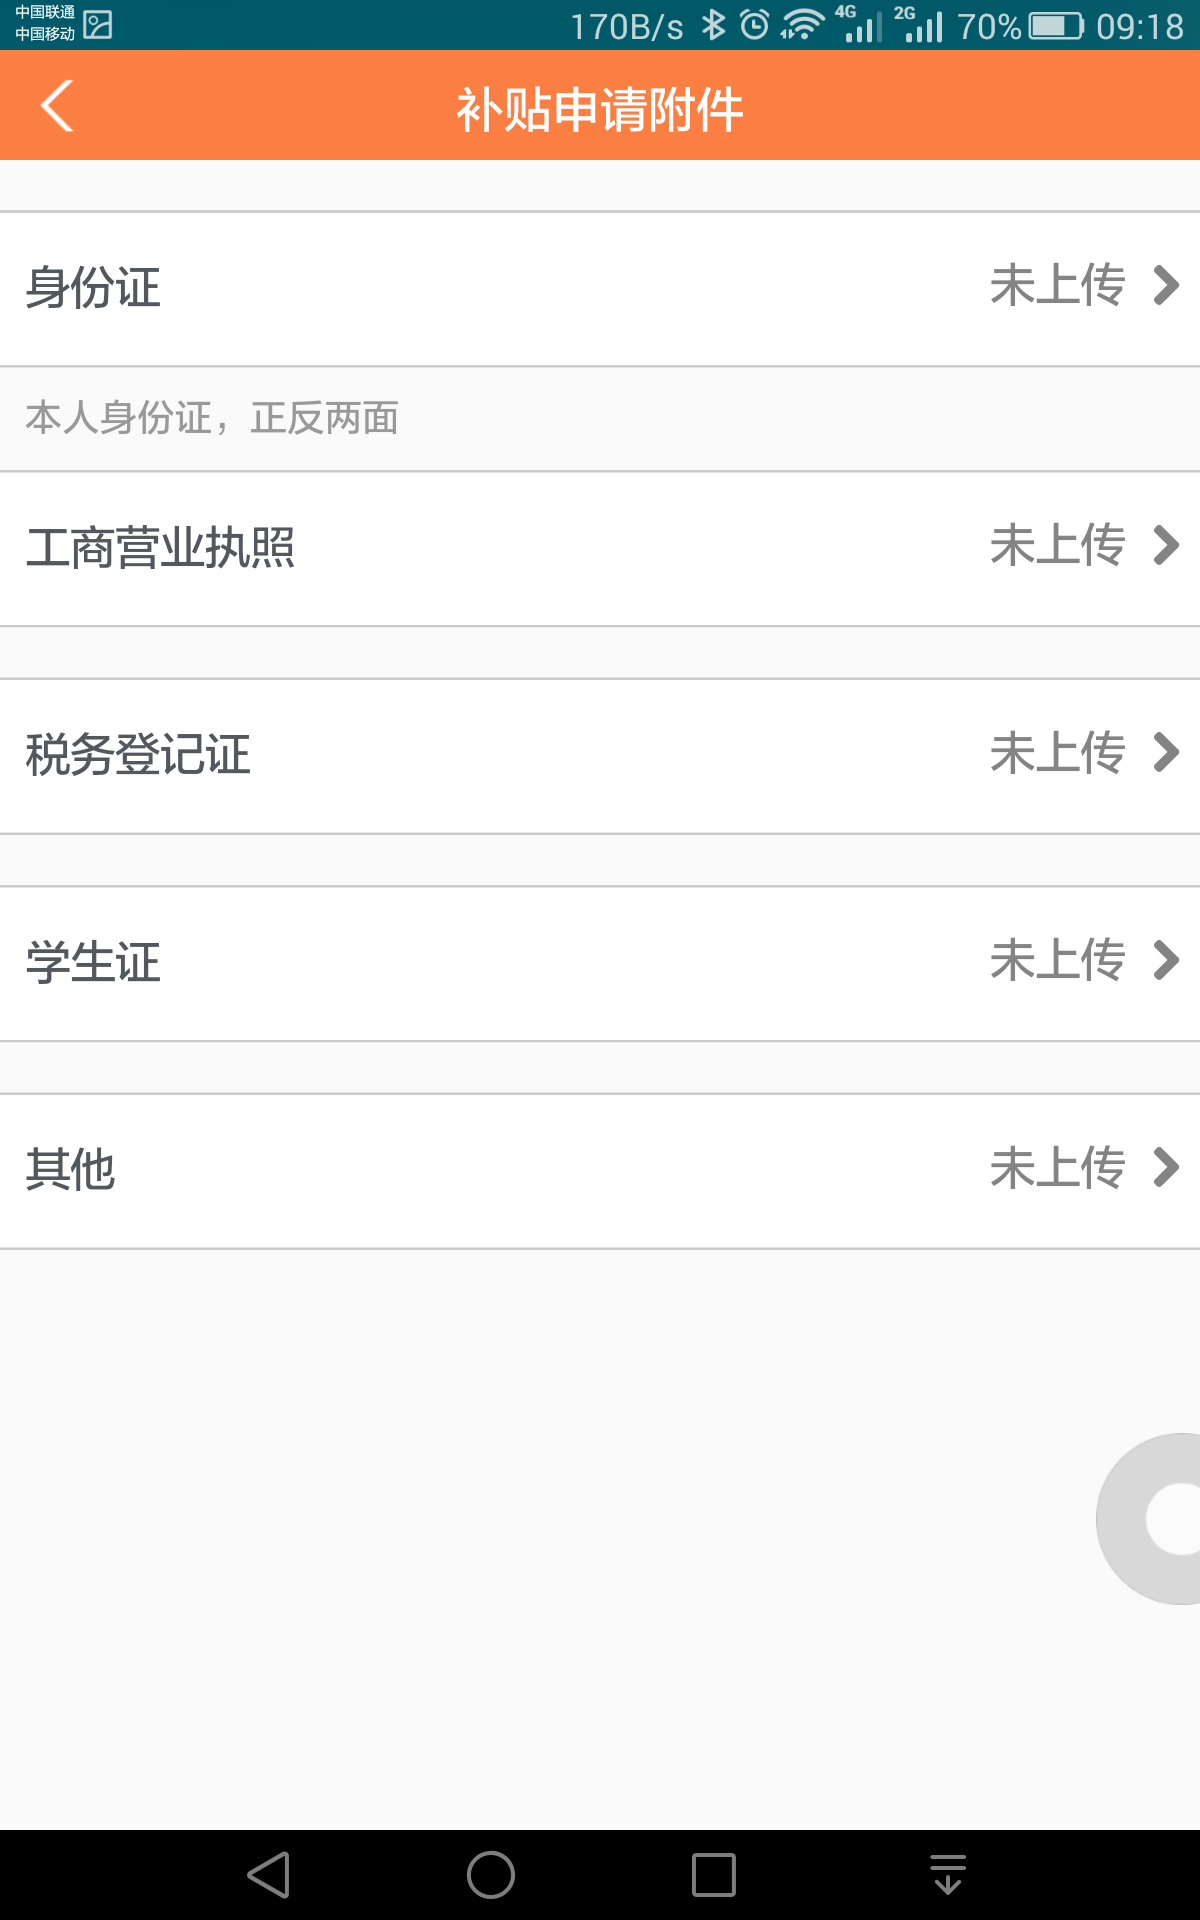 中国联通
中国移动
170B/s 4G 2G 70% 09:18
补贴申请附件
身份证 未上传
本人身份证，正反两面
工商营业执照 未上传
税务登记证 未上传
学生证 未上传
其他 未上传